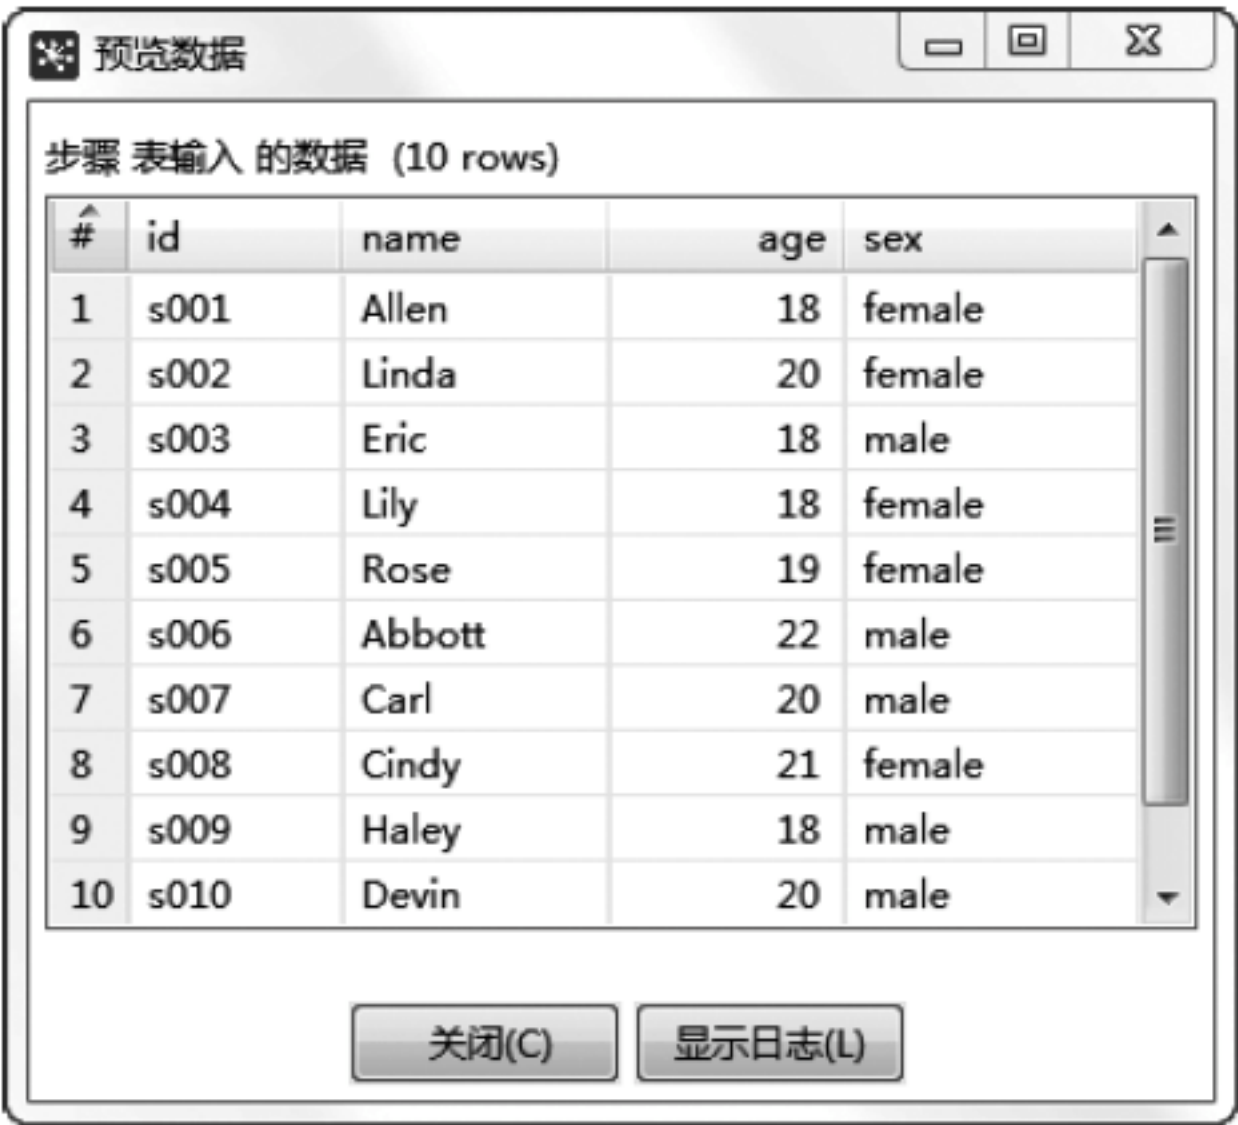 预览数据
步骤 表输入 的数据 (10 rows)
# id name age sex
1 s001 Allen 18 female
2 s002 Linda 20 female
3 s003 Eric 18 male
4 s004 Lily 18 female
5 s005 Rose 19 female
6 s006 Abbott 22 male
7 s007 Carl 20 male
8 s008 Cindy 21 female
9 s009 Haley 18 male
10 s010 Devin 20 male
关闭(C) 显示日志(L)